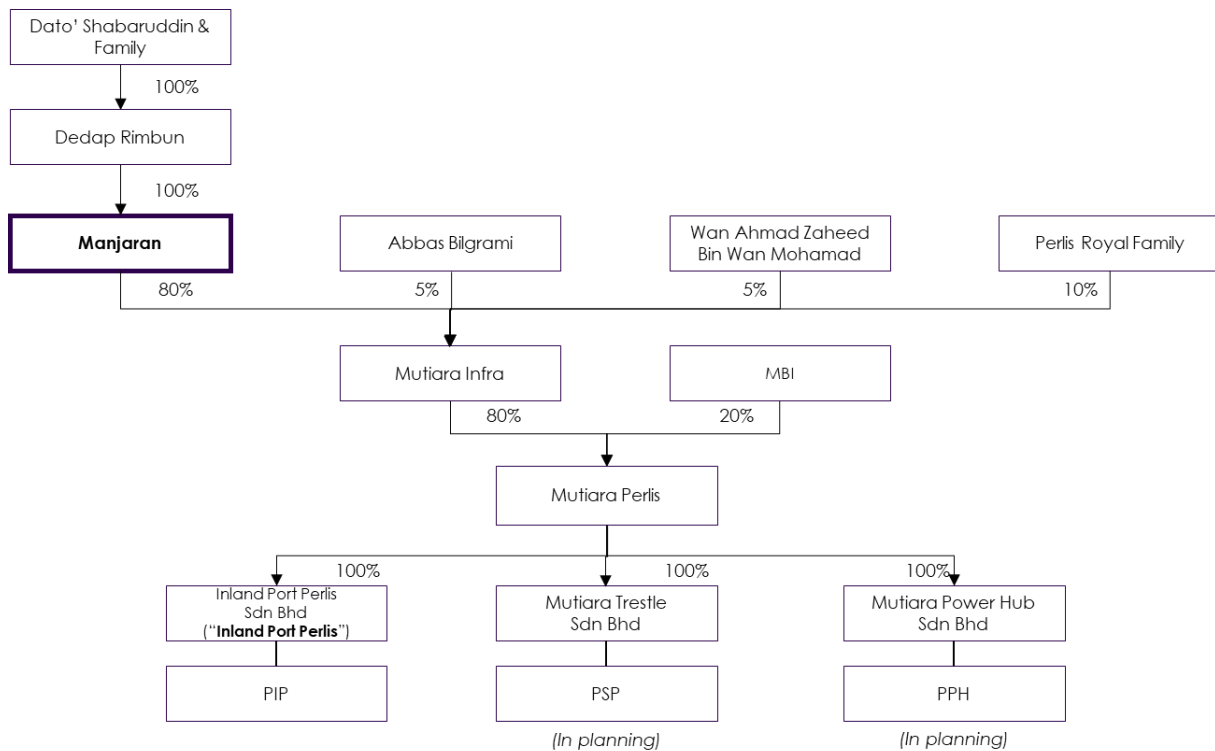 Dato’ Shabaruddin &
Family
100%
Dedap Rimbun
100%
Manjaran
Abbas Bilgrami
Wan Ahmad Zaheed
Bin Wan Mohamad
Perlis Royal Family
80%
5%
5%
10%
Mutiara Infra
MBI
80%
20%
Mutiara Perlis
100%
100%
100%
Inland Port Perlis
Sdn Bhd
(“Inland Port Perlis”)
Mutiara Trestle
Sdn Bhd
Mutiara Power Hub
Sdn Bhd
PIP
PSP
PPH
(In planning)
(In planning)